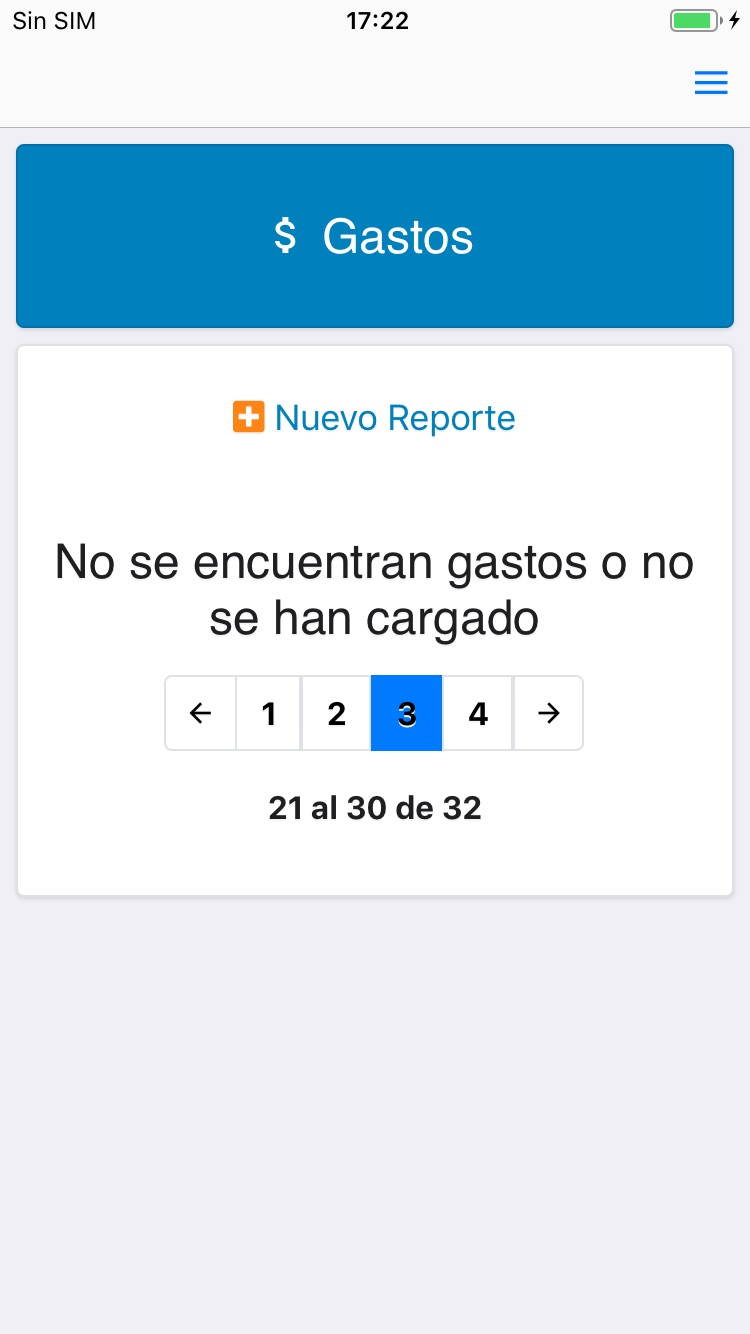 Sin SIM 17:22
$ Gastos
Nuevo Reporte
No se encuentran gastos o no
se han cargado
← 1 2 3 4 →
21 al 30 de 32